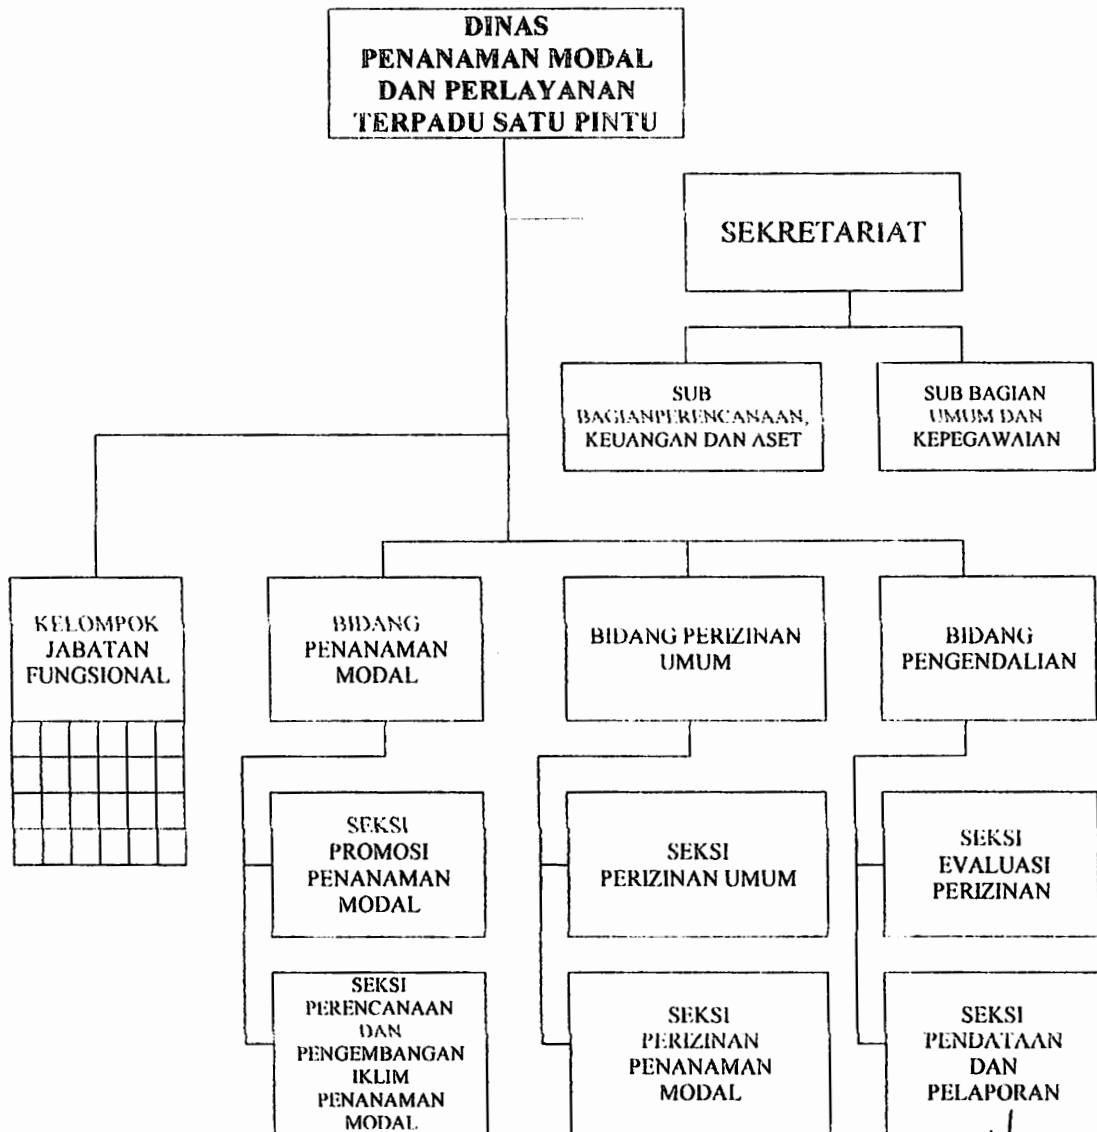 DINAS
PENANAMAN MODAL
DAN PERLAYANAN
TERPADU SATU PINTU
SEKRETARIAT
SUB
BAGIANPERENCANAAN,
KEUANGAN DAN ASET
SUB BAGIAN
UMUM DAN
KEPEGAWAIAN
KELOMPOK
JABATAN
FUNGSIONAL
BIDANG
PENANAMAN
MODAL
BIDANG PERIZINAN
UMUM
BIDANG
PENGENDALIAN
SEKSI
PROMOSI
PENANAMAN
MODAL
SEKSI
PERIZINAN UMUM
SEKSI
EVALUASI
PERIZINAN
SEKSI
PERENCANAAN
DAN
PENGEMBANGAN
IKLIM
PENANAMAN
MODAL
SEKSI
PERIZINAN
PENANAMAN
MODAL
SEKSI
PENDATAAN
DAN
PELAPORAN